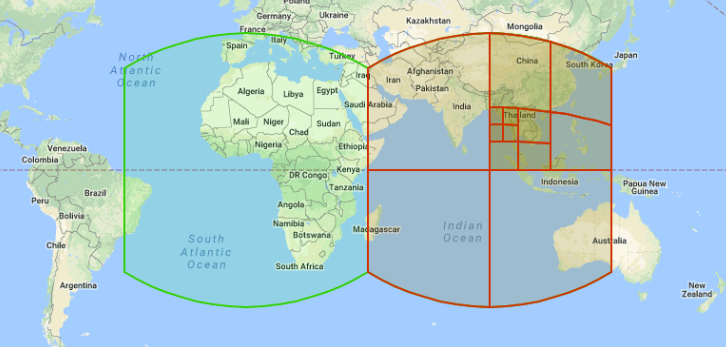 Poland
Germany
Ukraine
Kazakhstan
Mongolia
France
Italy
Spain
Turkey
Japan
South Korea
China
North
Atlantic
Ocean
Iraq
Iran
Afghanistan
Pakistan
Algeria
Libya
Egypt
Saudi Arabia
India
Thailand
Mali
Niger
Chad
Sudan
Nigeria
Ethiopia
Venezuela
Colombia
DR Congo
Kenya
Tanzania
Indonesia
Papua New
Guinea
Peru
Brazil
Bolivia
Angola
Namibia
Botswana
Madagascar
Indian
Ocean
Australia
Chile
South
Atlantic
Ocean
South Africa
Argentina
New
Zealand